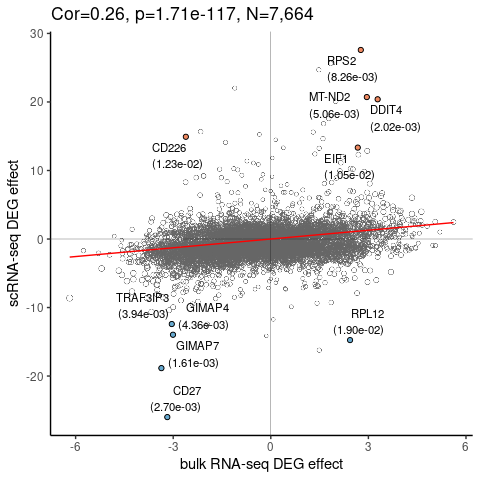 Cor=0.26, p=1.71e-117, N=7,664
30
20
10
0
-10
-20
scRNA-seq DEG effect
RPS2
(8.26e-03)
MT-ND2
(5.06e-03)
DDIT4
(2.02e-03)
CD226
(1.23e-02)
EIF1
(1.05e-02)
TRAF3IP3
(3.94e-03)
GIMAP4
(4.36e-03)
RPL12
(1.90e-02)
GIMAP7
(1.61e-03)
CD27
(2.70e-03)
-6
-3
0
3
6
bulk RNA-seq DEG effect